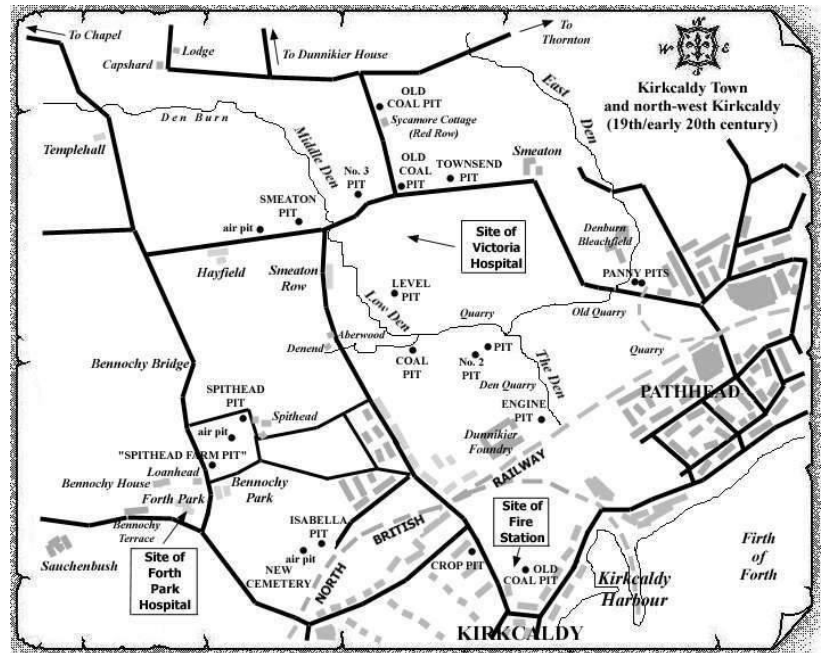 To Chapel
Lodge
Capshard
To Dunnikier House
To
Thornton
N
W
E
S
Kirkcaldy Town
and north-west Kirkcaldy
(19th/early 20th century)
OLD
COAL PIT
Sycamore Cottage
(Red Row)
East
Den
Den Burn
Middle Den
Templehall
No. 3
PIT
OLD
COAL
PIT
TOWNSEND
PIT
Smeaton
SMEATON
PIT
air pit
Site of
Victoria
Hospital
Denburn
Bleachfield
Hayfield
Smeaton
Row
PANNY PITS
LEVEL
PIT
Low Den
Quarry
Old Quarry
Aberwood
Denend
COAL
PIT
PIT
No. 2
PIT
The Den
Den Quarry
Quarry
Bennochy Bridge
PATHHEAD
SPITHEAD
PIT
Spithead
air pit
ENGINE
PIT
Dunnikier
Foundry
"SPITHEAD FARM PIT"
Loanhead
Bennochy House
Bennochy
Park
Forth Park
RAILWAY
Bennochy
Terrace
ISABELLA
PIT
air pit
BRITISH
Site of
Fire
Station
Site of
Forth
Park
Hospital
Sauchenbush
NEW
CEMETERY
NORTH
CROP PIT
OLD
COAL PIT
Kirkcaldy
Harbour
Firth
of
Forth
KIRKCALDY